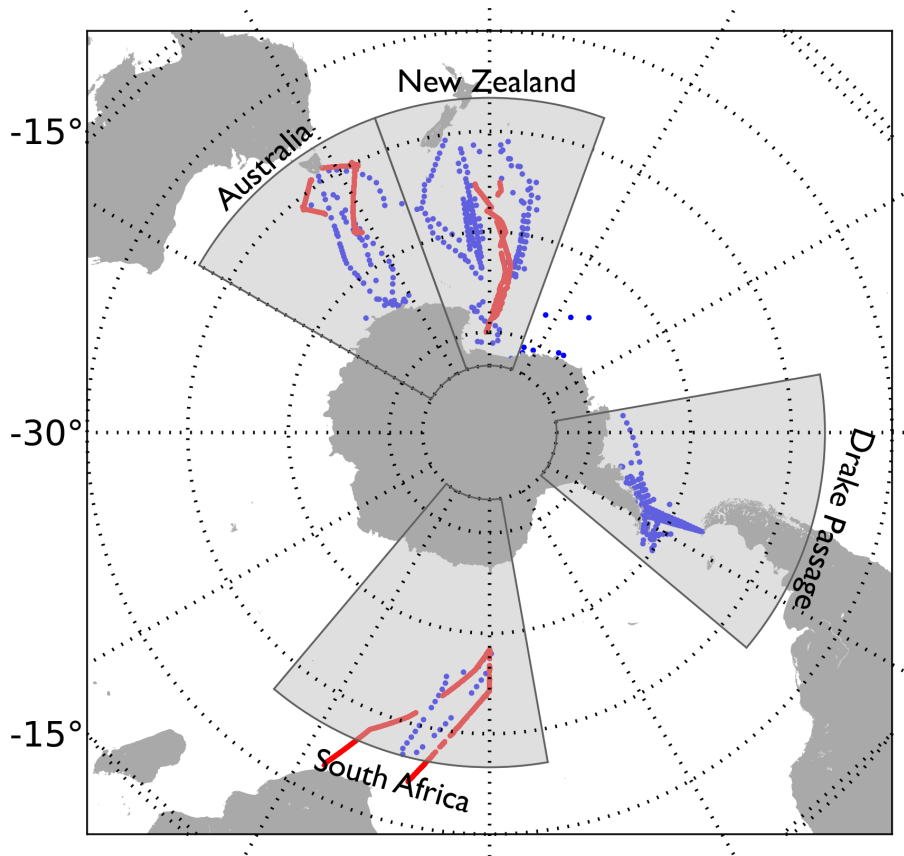 New Zealand
-15°
Australia
-30°
Drake Passage
-15°
South Africa